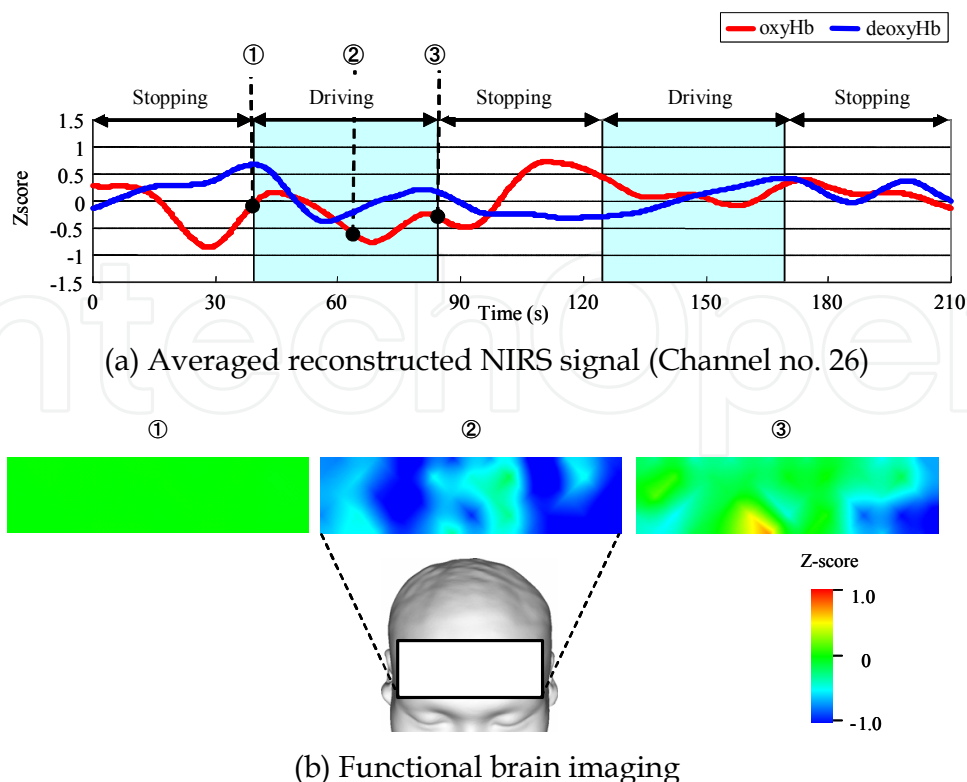 oxyHb deoxyHb
① ② ③
Stopping Driving Stopping Driving Stopping
1.5
1
0.5
0
-0.5
-1
-1.5
Zscore
0 30 60 90 120 150 180 210
Time (s)
(a) Averaged reconstructed NIRS signal (Channel no. 26)
① ② ③
Z-score
1.0
0
-1.0
(b) Functional brain imaging